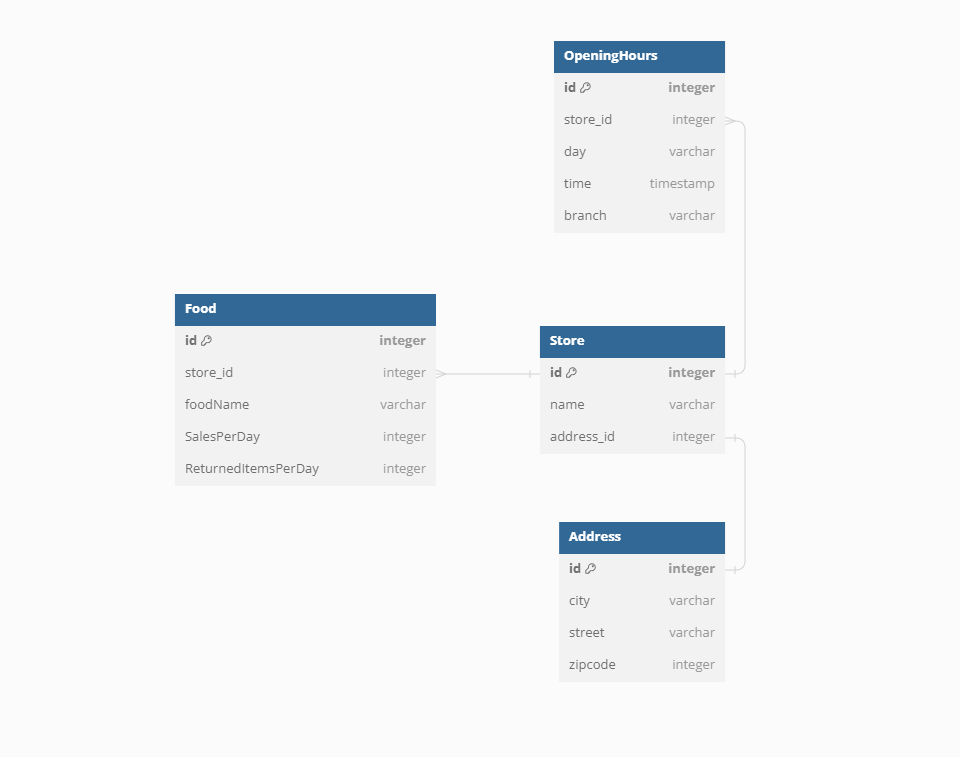 OpeningHours
id integer
store_id integer
day varchar
time timestamp
branch varchar
Food
id integer
store_id integer
foodName varchar
SalesPerDay integer
ReturnedItemsPerDay integer
Store
id integer
name varchar
address_id integer
Address
id integer
city varchar
street varchar
zipcode integer